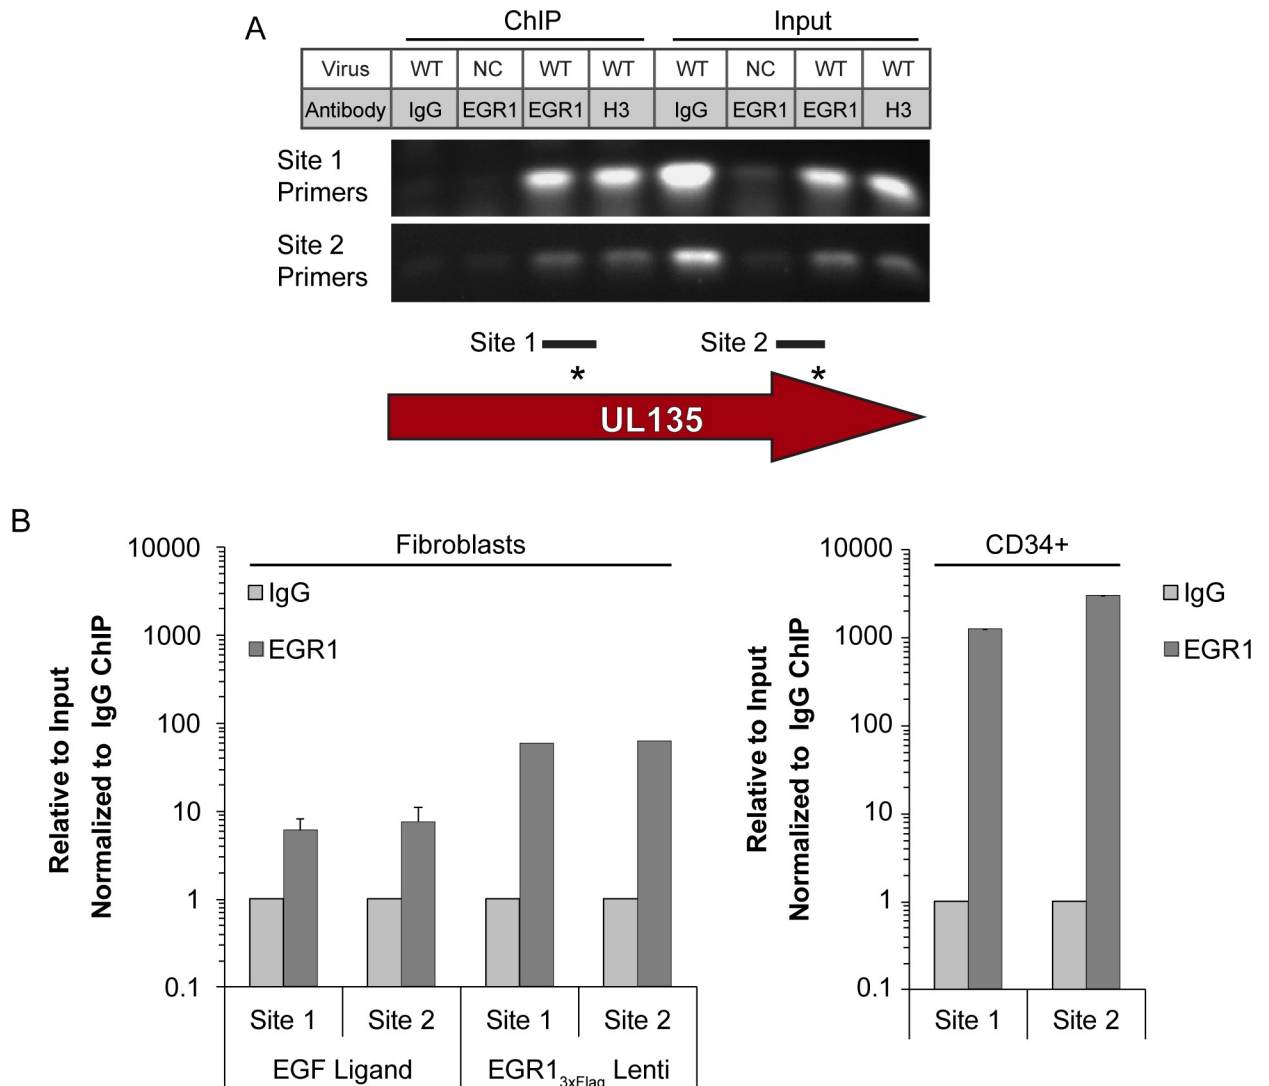 A
ChIP Input
Virus WT NC WT WT WT NC WT WT
Antibody IgG EGR1 EGR1 H3 IgG EGR1 EGR1 H3
Site 1
Primers
Site 2
Primers
Site 1 Site 2
* *
UL135
B
Fibroblasts
IgG
EGR1
Relative to Input
Normalized to IgG ChIP
10000
1000
100
10
1
0.1
Site 1 Site 2 Site 1 Site 2
EGF Ligand EGR13xFlag Lenti
CD34+
IgG
EGR1
Relative to Input
Normalized to IgG ChIP
10000
1000
100
10
1
0.1
Site 1 Site 2